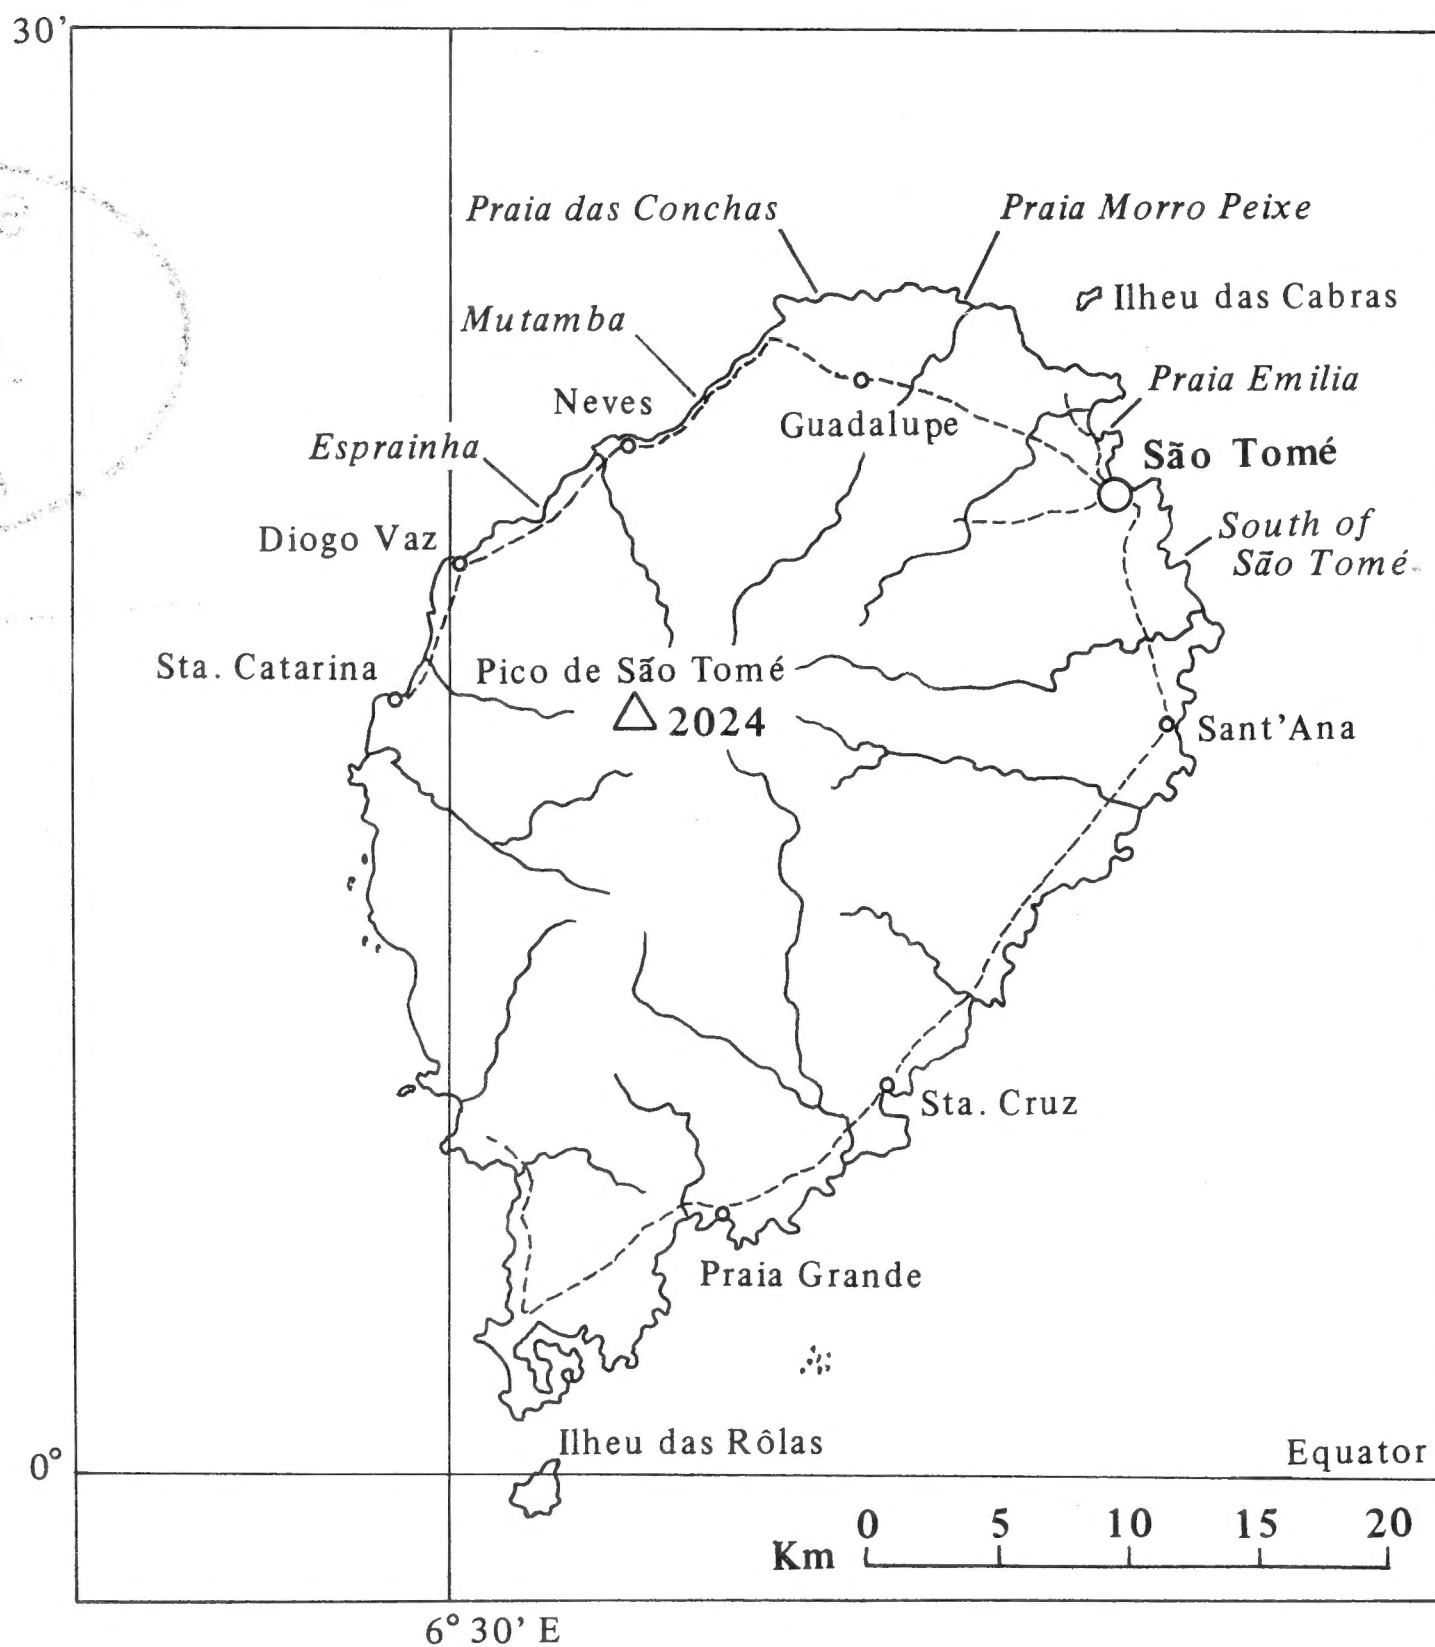 30'
Praia das Conchas
Praia Morro Peixe
Ilheu das Cabras
Mutamba
Praia Emilia
Neves
Guadalupe
Esprainha
São Tomé
Diogo Vaz
South of
São Tomé
Sta. Catarina
Pico de São Tomé
2024
Sant'Ana
Sta. Cruz
Praia Grande
Ilheu das Rôlas
0°
Equator
0 5 10 15 20
Km
6° 30' E